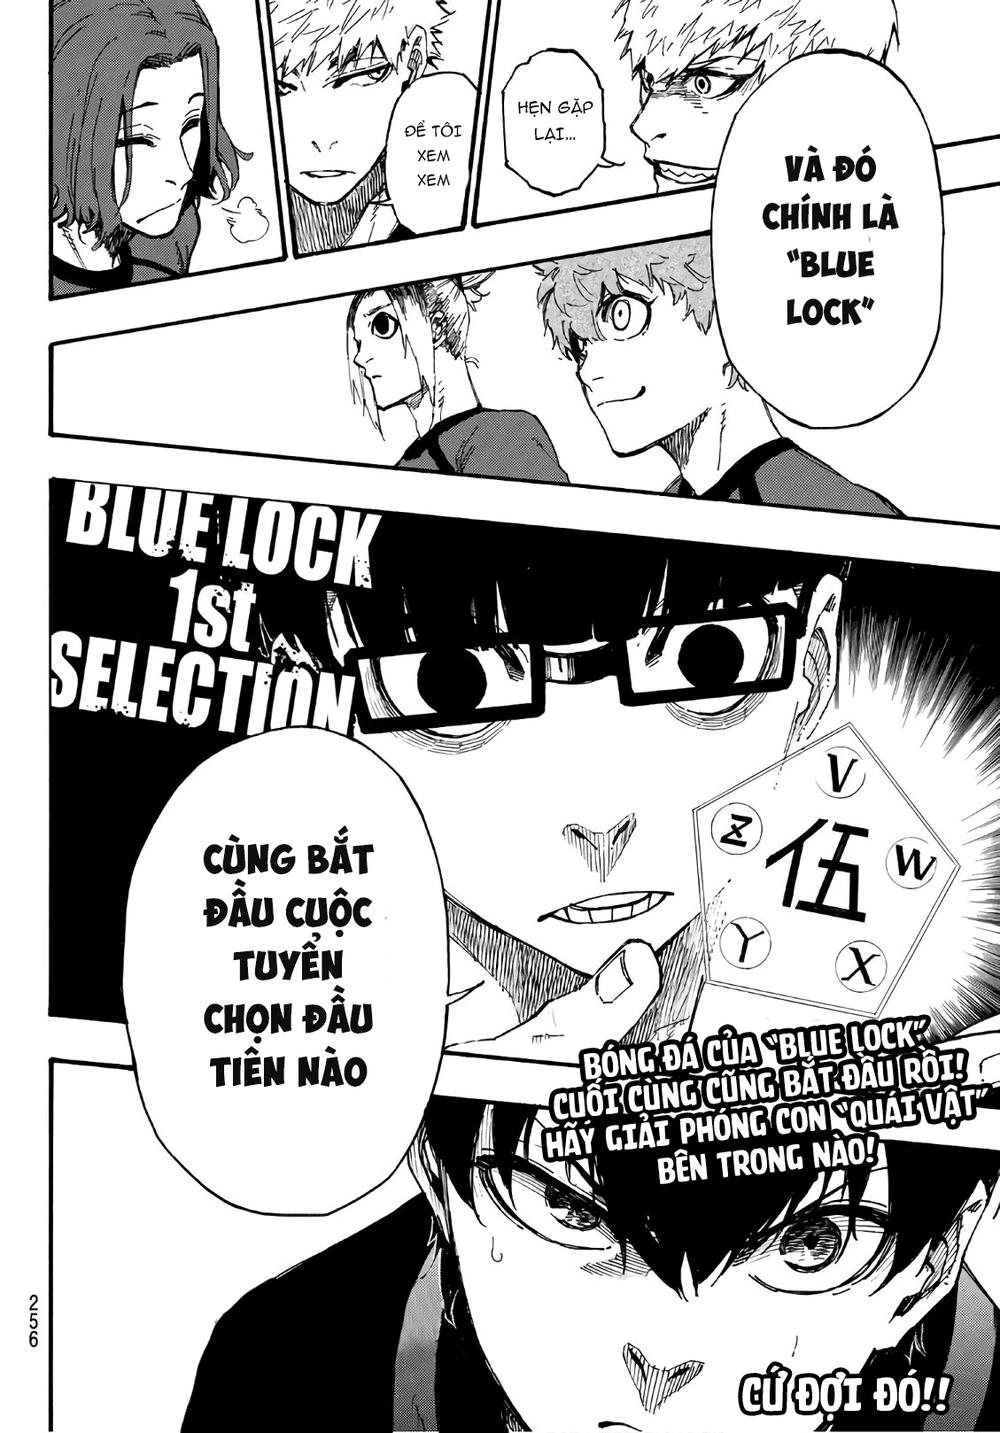 VÀ ĐÓ
CHÍNH LÀ
"BLUE
LOCK"
HẸN GẶP
LẠI...
ĐỂ TÔI
XEM
XEM
BLUE LOCK
1st
SELECTION
V
W
X
Y
Z
伍
CÙNG BẮT
ĐẦU CUỘC
TUYỂN
CHỌN ĐẦU
TIÊN NÀO
BÓNG ĐÁ CỦA "BLUE LOCK"
CUỐI CÙNG CŨNG BẮT ĐẦU RỒI!
HÃY GIẢI PHÓNG CON "QUÁI VẬT"
BÊN TRONG NÀO!
CỨ ĐỢI ĐÓ!!
256